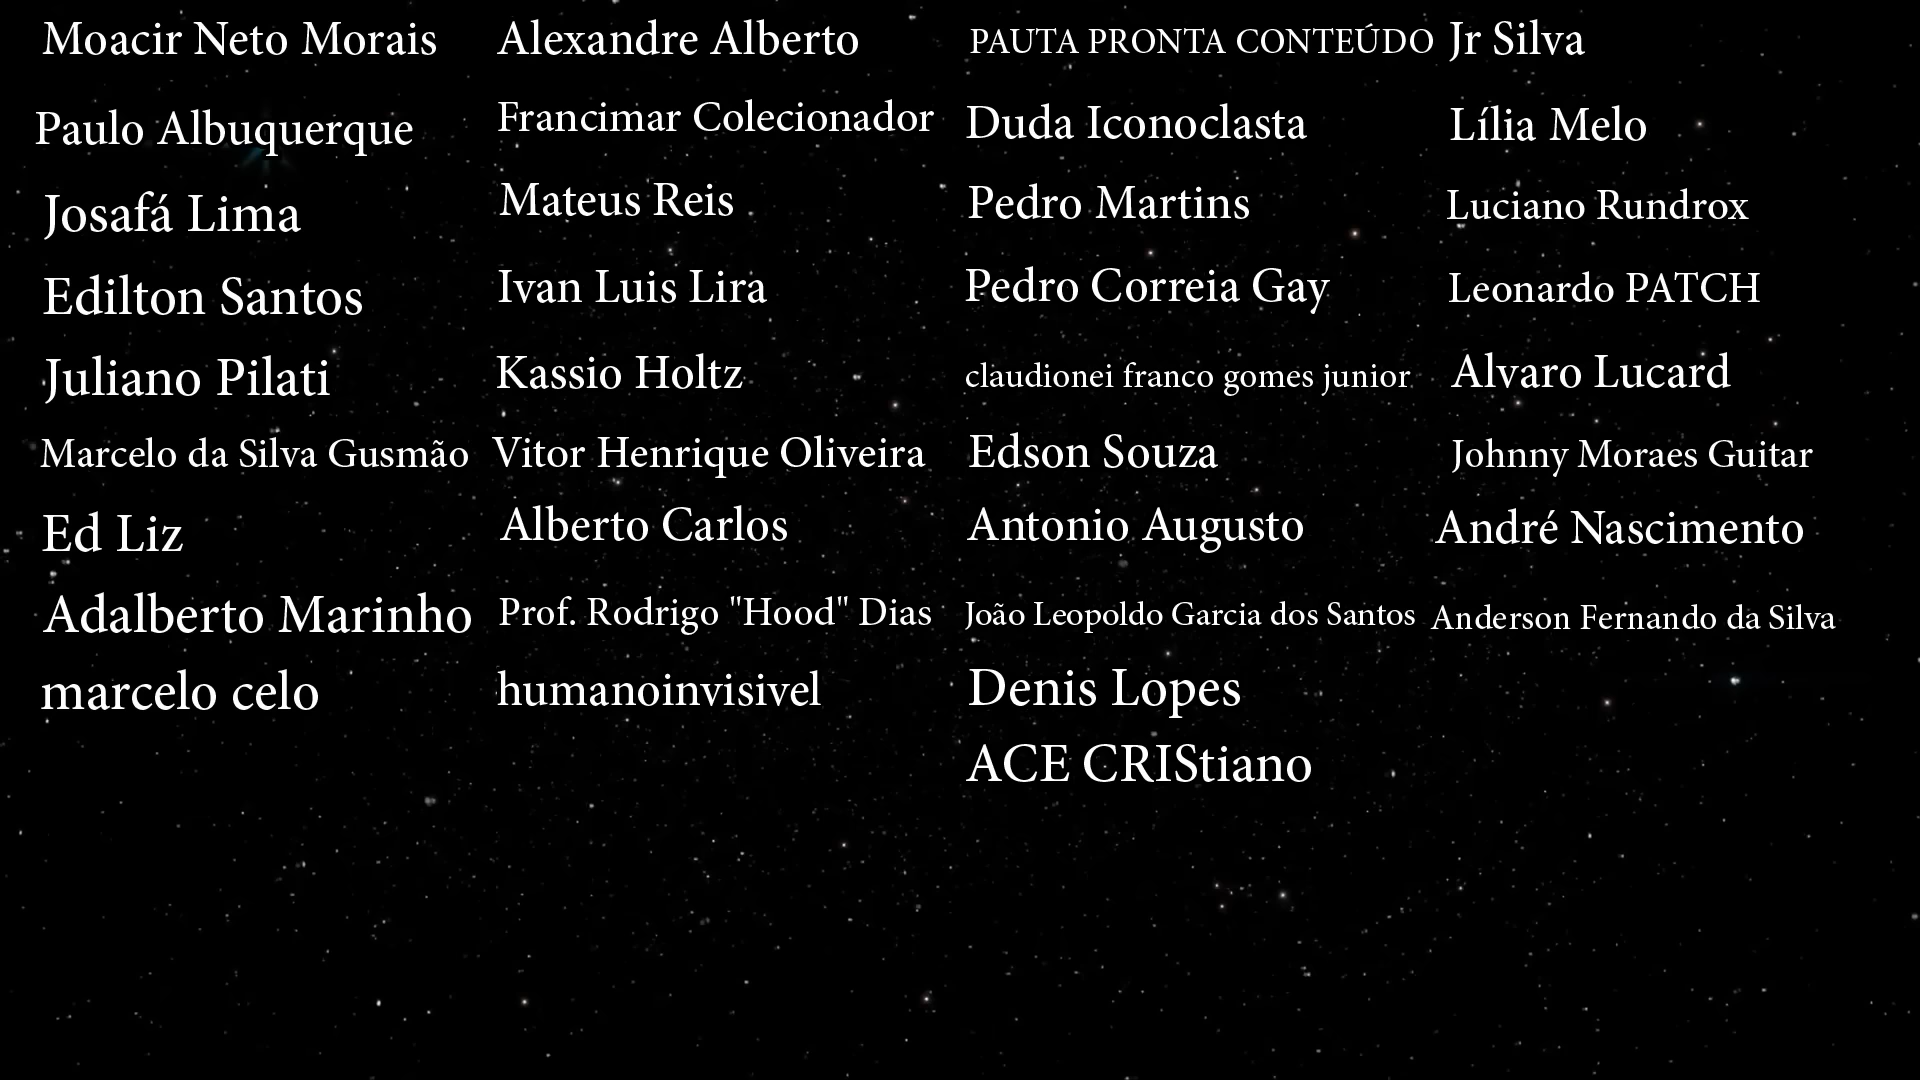 Moacir Neto Morais
Paulo Albuquerque
Josafá Lima
Edilton Santos
Juliano Pilati
Marcelo da Silva Gusmão
Ed Liz
Adalberto Marinho
marcelo celo
Alexandre Alberto
Francimar Colecionador
Mateus Reis
Ivan Luis Lira
Kassio Holtz
Vitor Henrique Oliveira
Alberto Carlos
Prof. Rodrigo "Hood" Dias
humanoinvisivel
PAUTA PRONTA CONTEÚDO
Duda Iconoclasta
Pedro Martins
Pedro Correia Gay
claudionei franco gomes junior
Edson Souza
Antonio Augusto
João Leopoldo Garcia dos Santos
Denis Lopes
ACE CRIStiano
Jr Silva
Lília Melo
Luciano Rundrox
Leonardo PATCH
Alvaro Lucard
Johnny Moraes Guitar
André Nascimento
Anderson Fernando da Silva